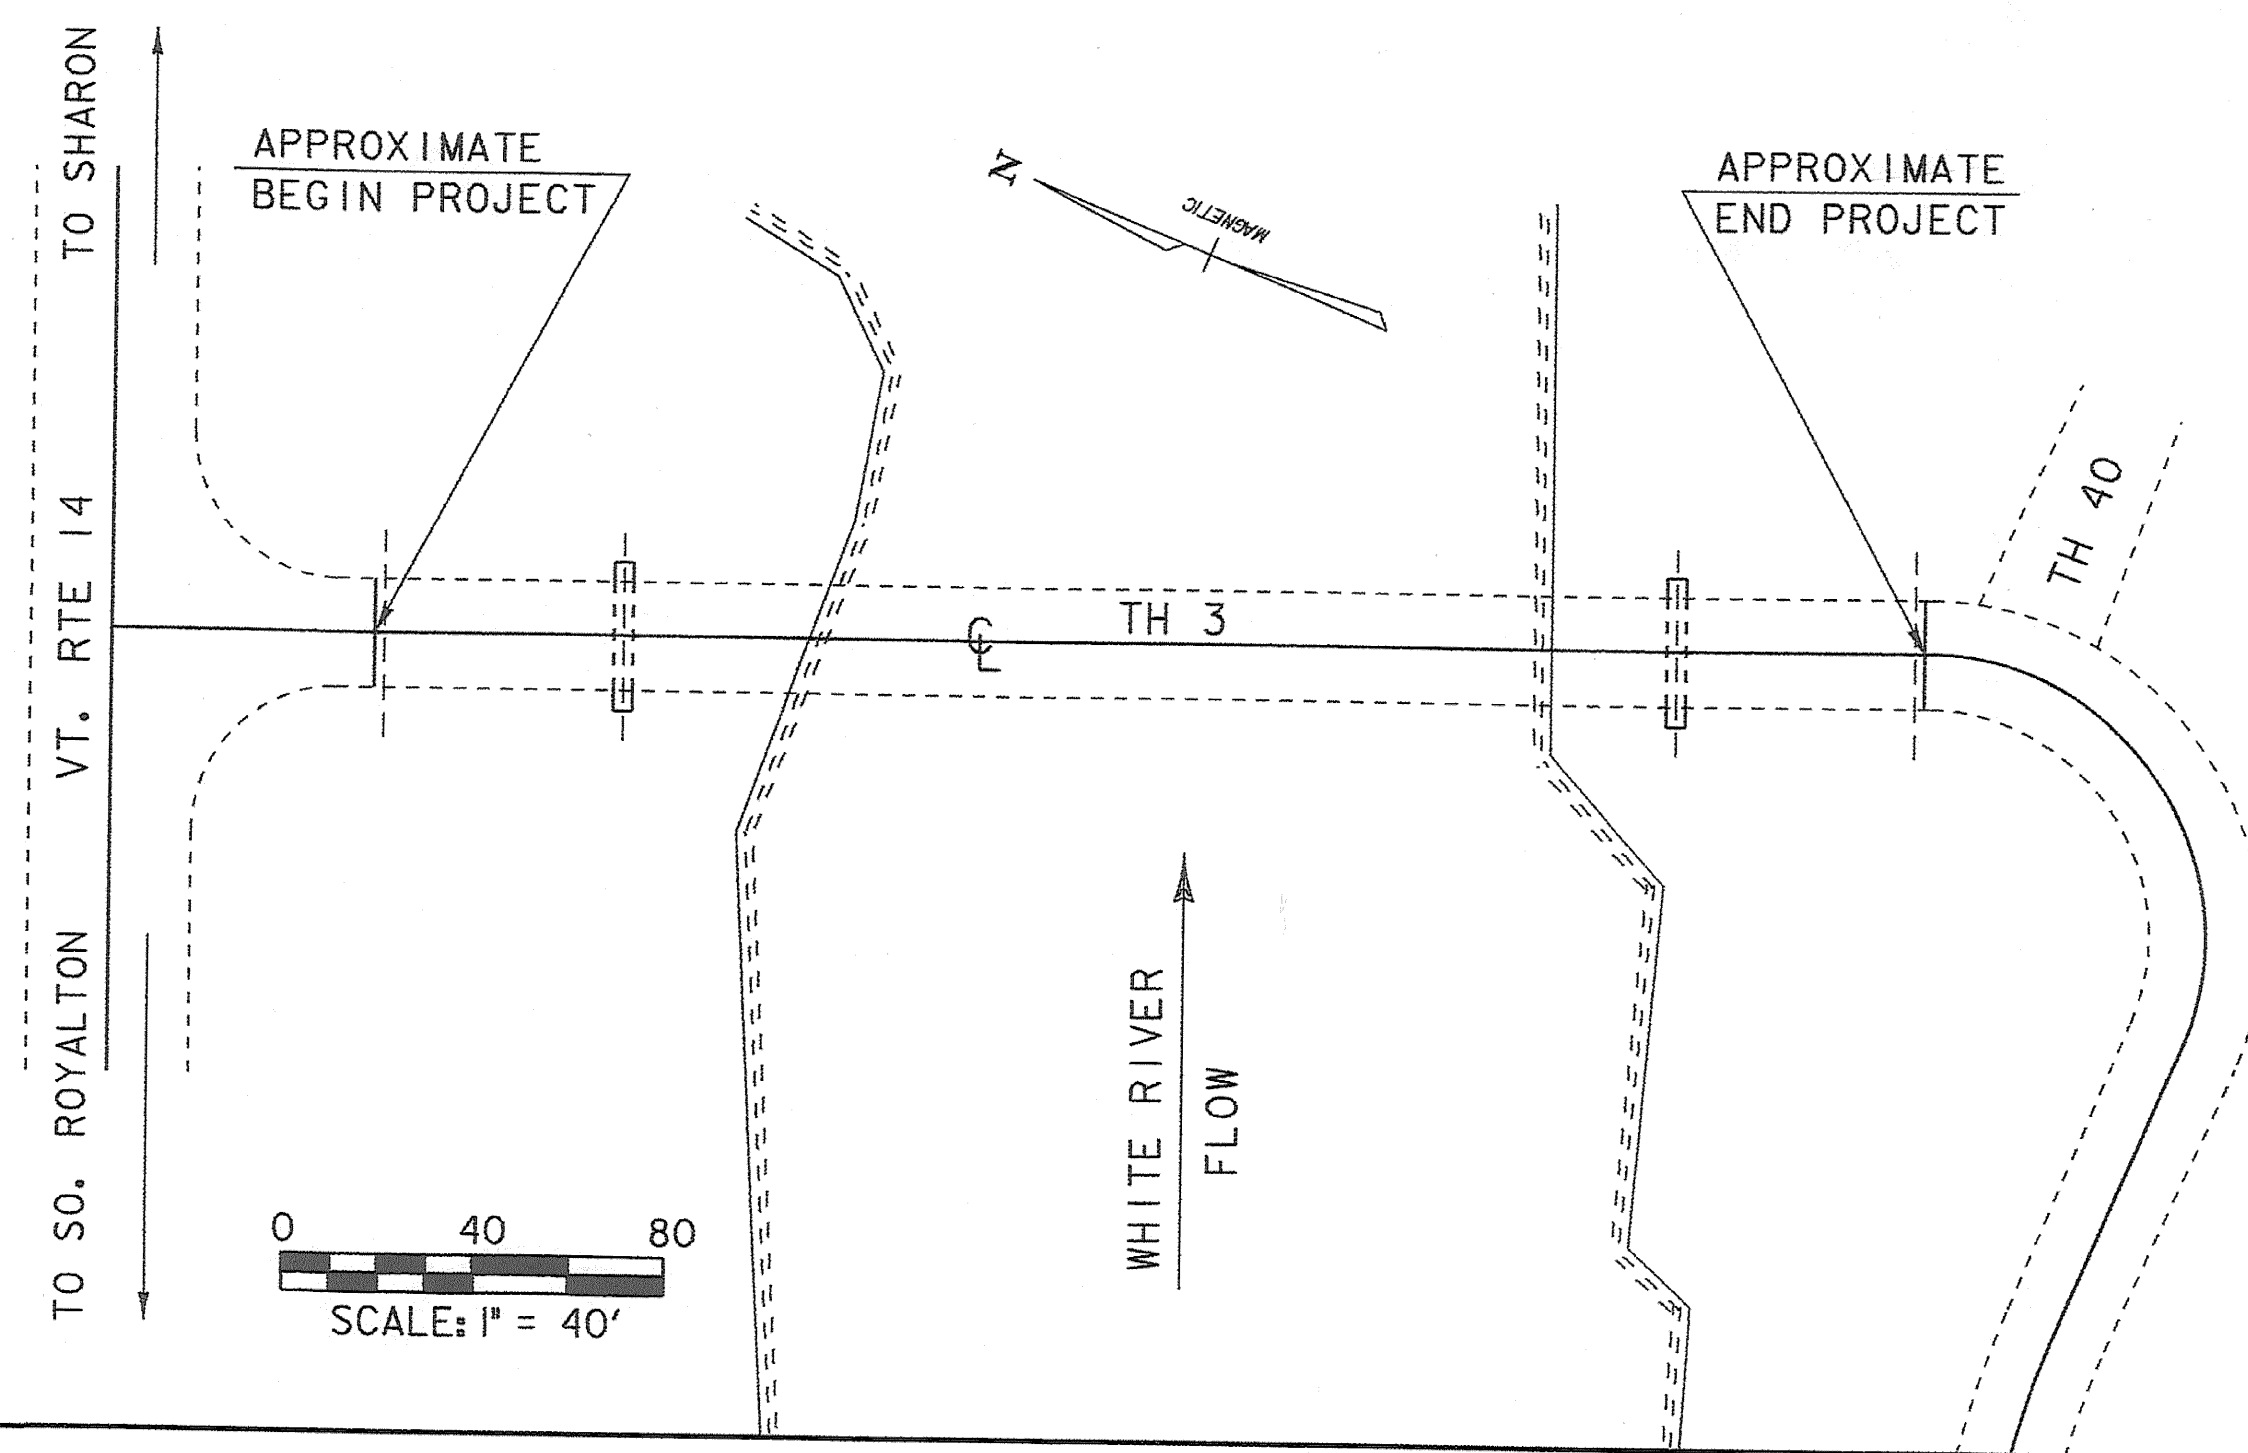 TO SHARON
APPROXIMATE
BEGIN PROJECT
N
MAGNETIC
APPROXIMATE
END PROJECT
TH 40
VT. RTE 14
TH 3
CL
TO SO. ROYALTON
WHITE RIVER
FLOW
0 40 80
SCALE: 1" = 40'